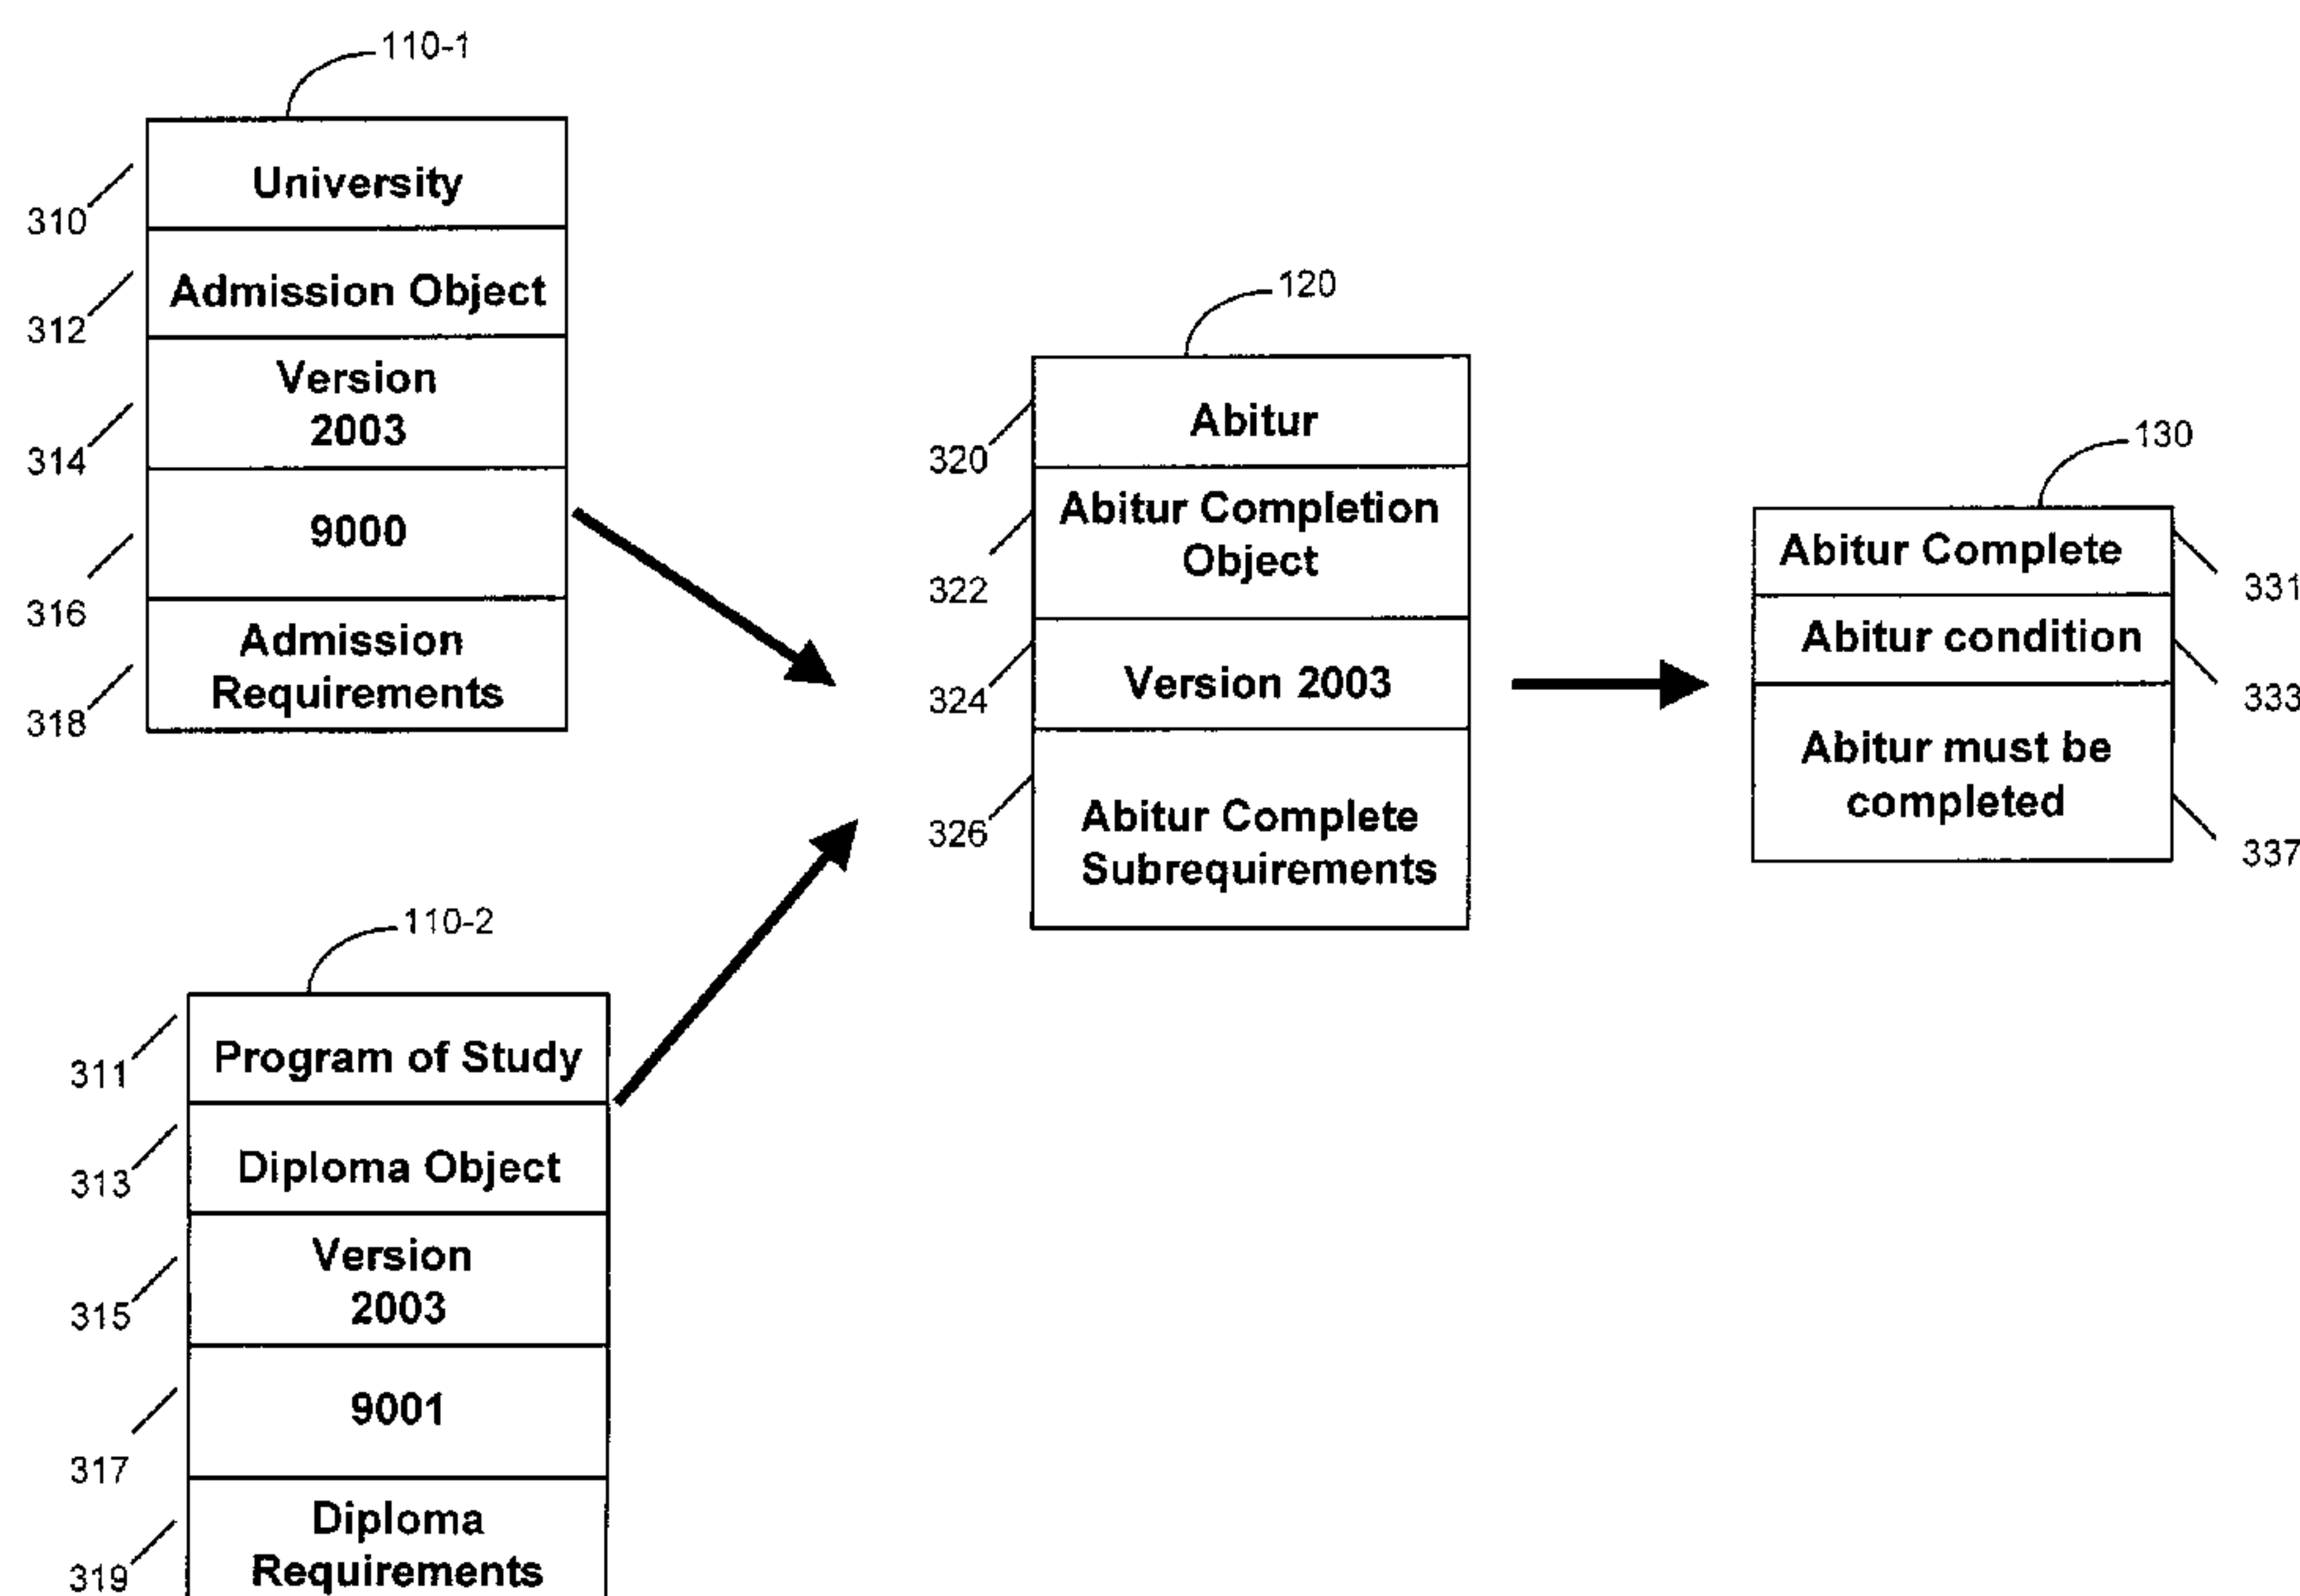 110-1
University
310
Admission Object
312
Version
2003
314
9000
316
Admission
Requirements
318
120
Abitur
320
Abitur Completion
Object
322
Version 2003
324
Abitur Complete
Subrequirements
326
130
Abitur Complete
331
Abitur condition
333
Abitur must be
completed
337
110-2
Program of Study
311
Diploma Object
313
Version
2003
315
9001
317
Diploma
Requirements
319